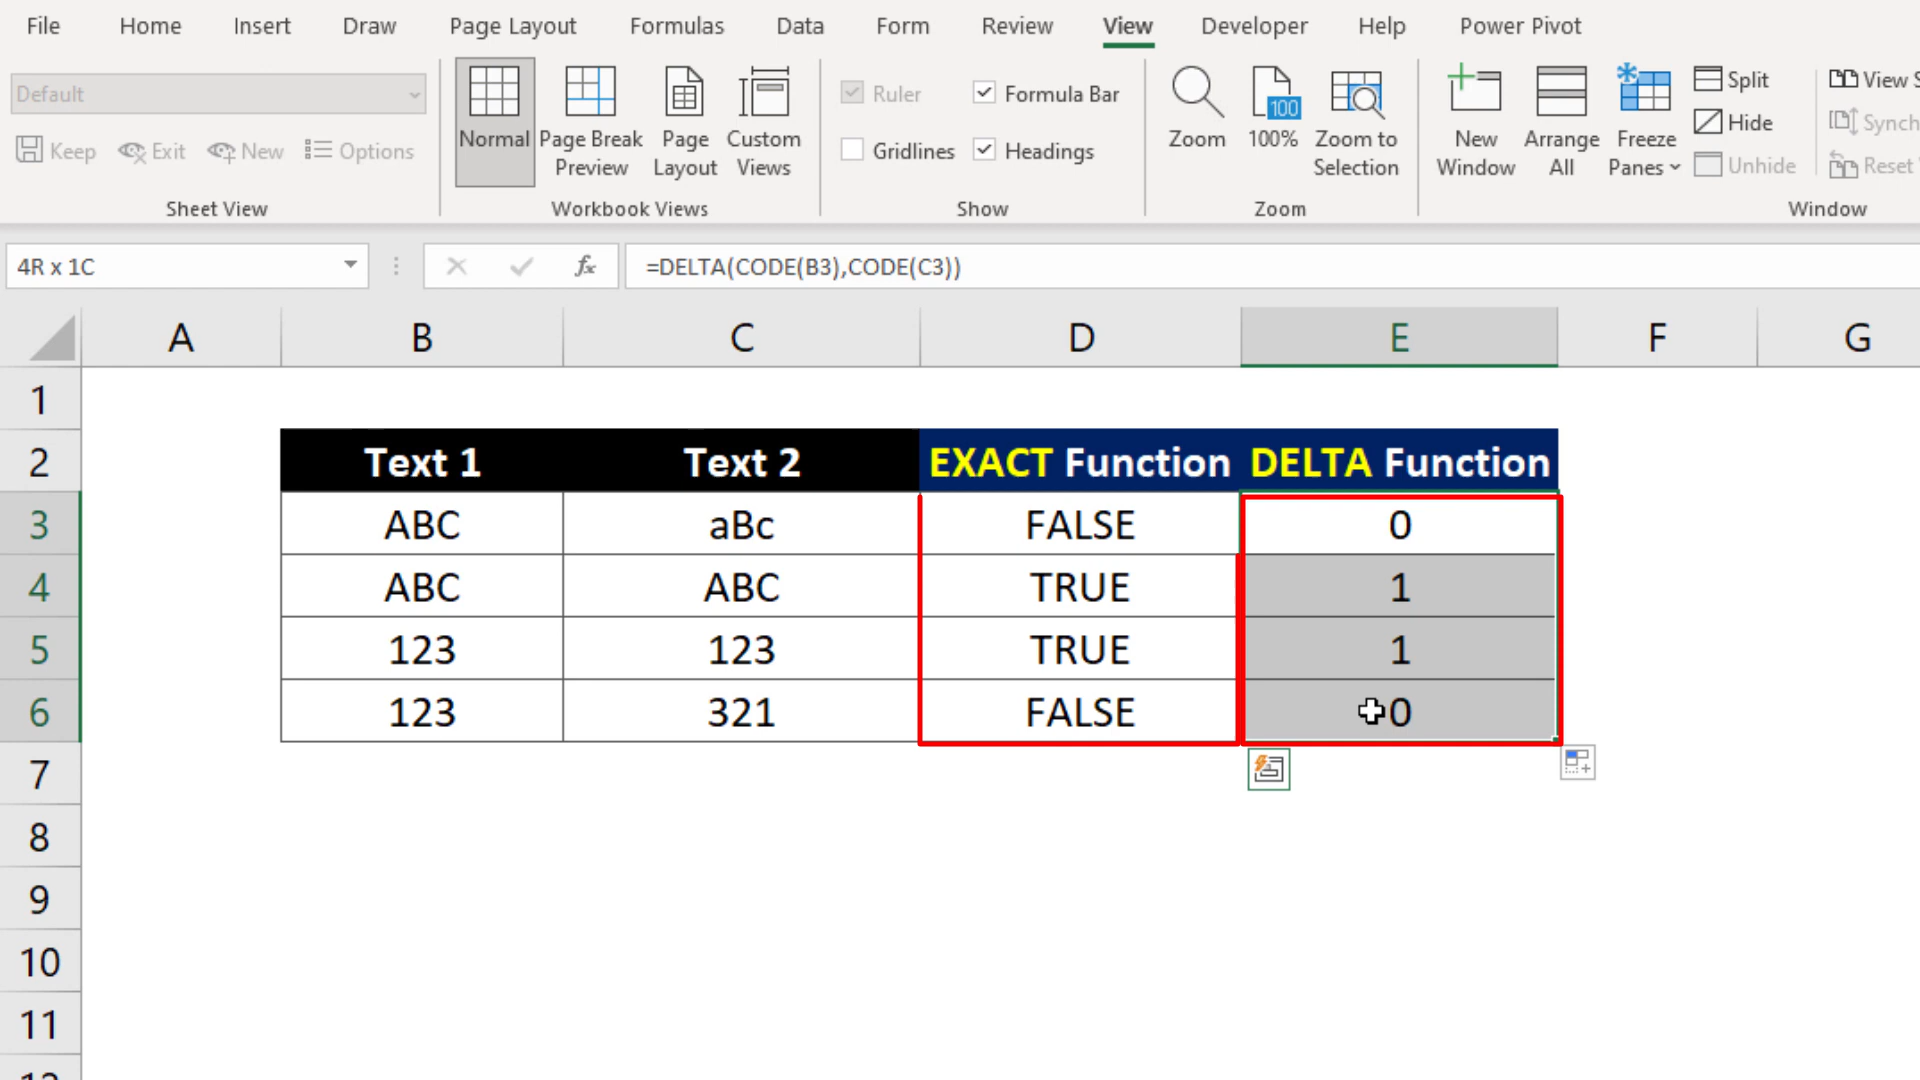 File Home Insert Draw Page Layout Formulas Data Form Review View Developer Help Power Pivot
Default
Keep Exit New Options
Sheet View
Normal
Page Break Preview
Page Layout
Custom Views
Workbook Views
Ruler
Formula Bar
Gridlines
Headings
Show
Zoom
100
100%
Zoom to Selection
Zoom
New Window
Arrange All
Freeze Panes
Split
Hide
Unhide
View S
Synch
Reset
Window
4R x 1C
fx
=DELTA(CODE(B3),CODE(C3))
A B C D E F G
1
2 Text 1 Text 2 EXACT Function DELTA Function
3 ABC aBc FALSE 0
4 ABC ABC TRUE 1
5 123 123 TRUE 1
6 123 321 FALSE 0
7
8
9
10
11